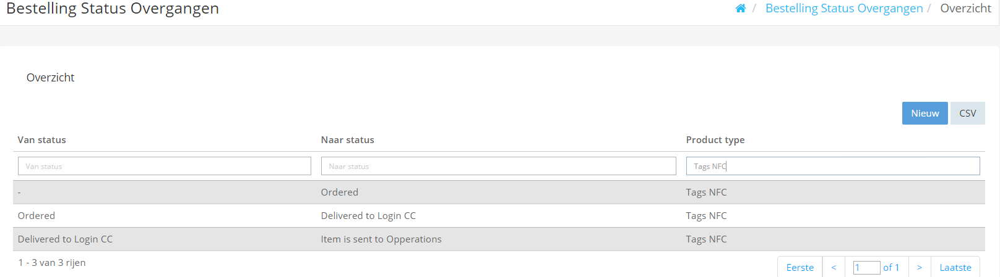 Bestelling Status Overgangen
/ Bestelling Status Overgangen / Overzicht
Overzicht
Nieuw CSV
Van status Naar status Product type
Van status Naar status Tags NFC
- Ordered Tags NFC
Ordered Delivered to Login CC Tags NFC
Delivered to Login CC Item is sent to Opperations Tags NFC
1 - 3 van 3 rijen
Eerste < 1 of 1 > Laatste